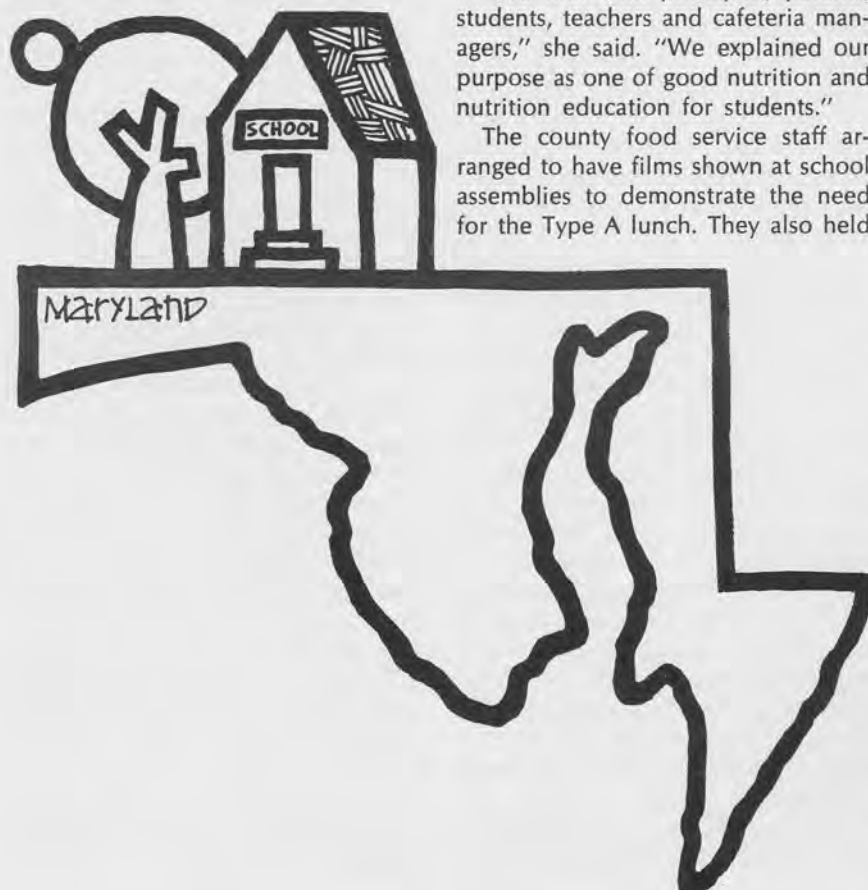 students, teachers and cafeteria man-
agers," she said. "We explained our
purpose as one of good nutrition and
nutrition education for students."
The county food service staff ar-
ranged to have films shown at school
assemblies to demonstrate the need
for the Type A lunch. They also held
SCHOOL
Maryland